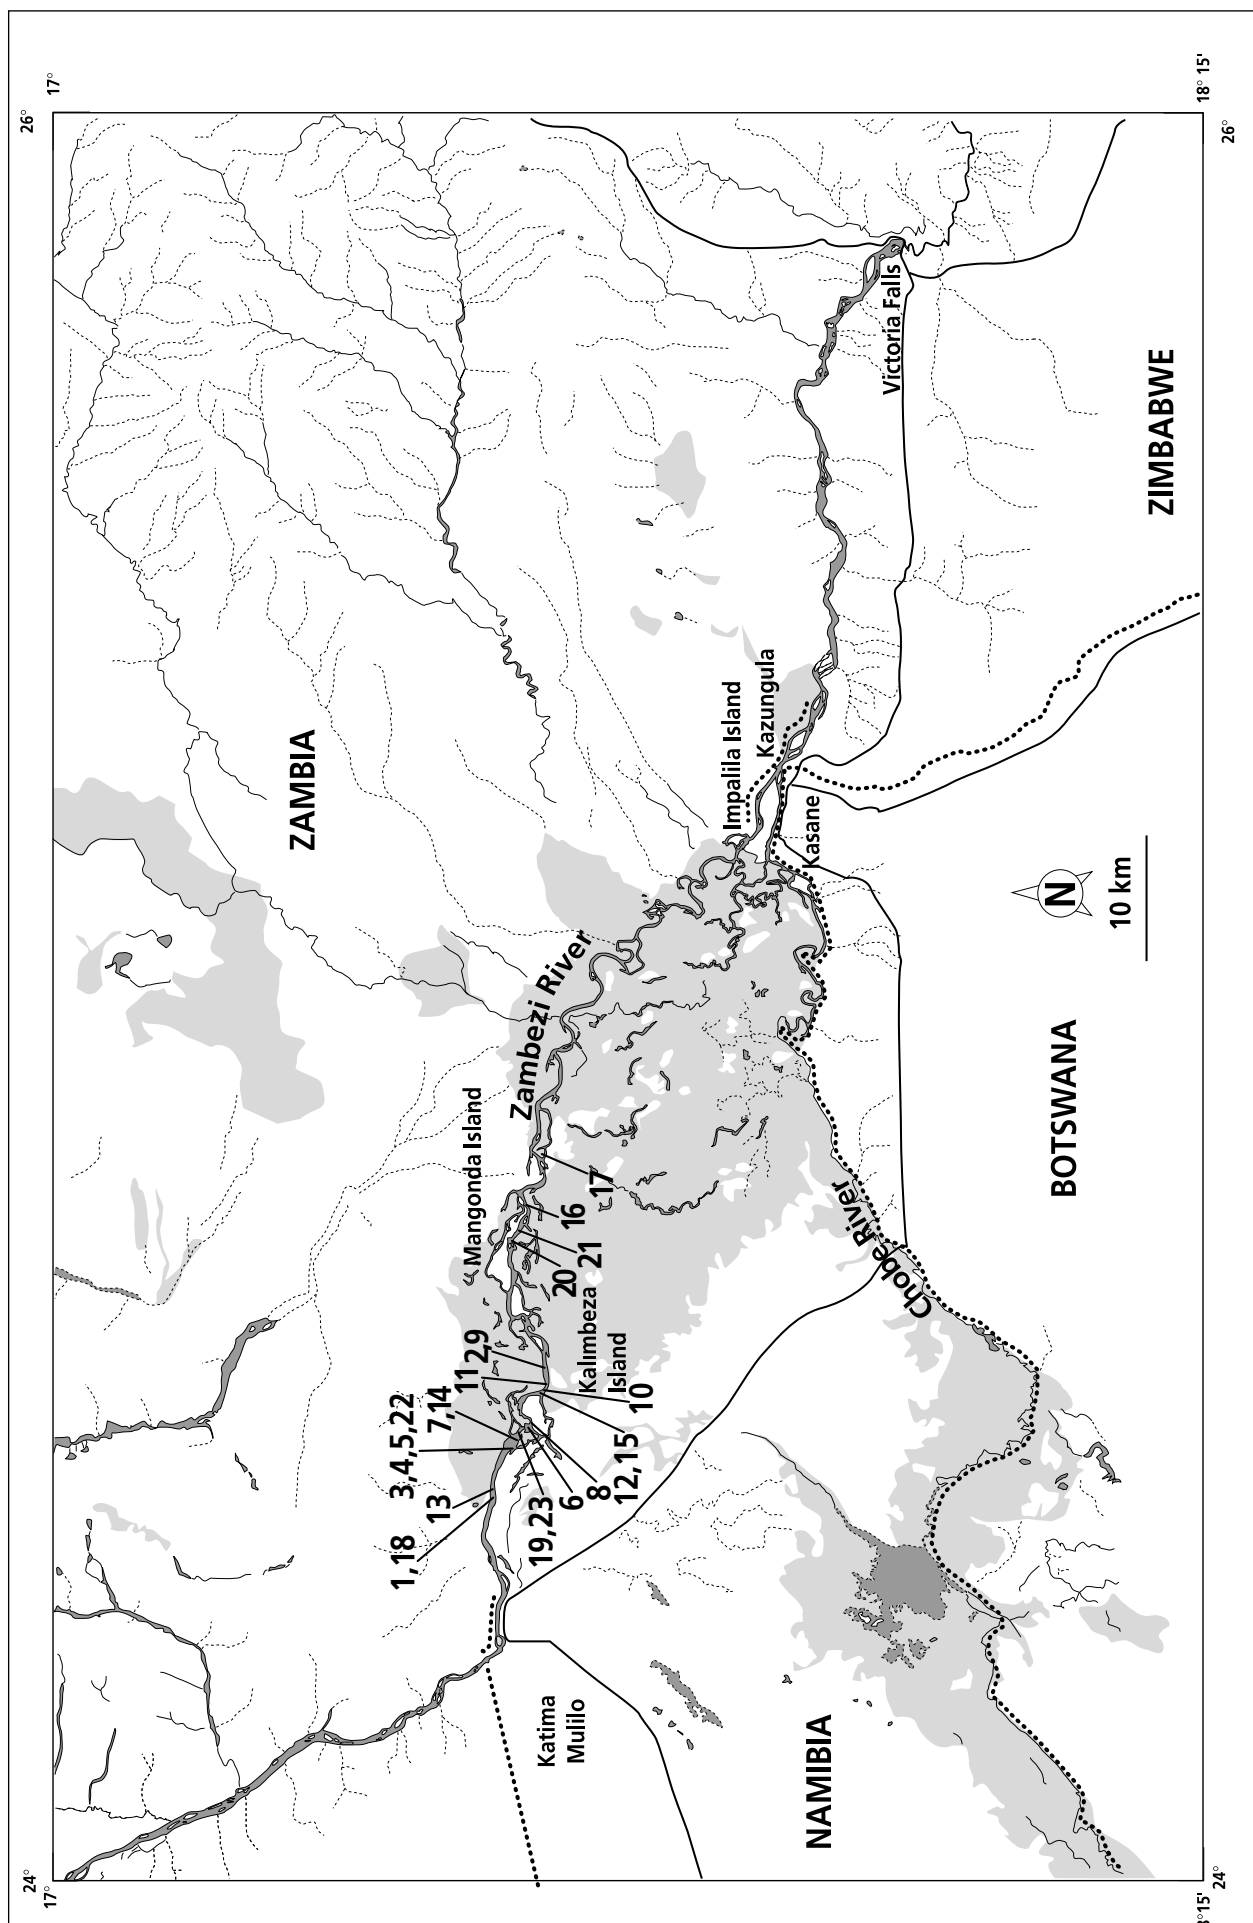 17°
26°
18° 15'
26°
ZAMBIA
ZIMBABWE
Victoria Falls
Impalila Island
Kazungula
Kasane
N
10 km
Zambezi River
Mangonda Island
17
16
21
20
BOTSWANA
Chobe River
Kalimbeza
Island
2,9
11
10
7,14
3,4,5,22
12,15
8
6
19,23
13
1,18
Katima
Mulilo
NAMIBIA
24°
17°
8°15'
24°